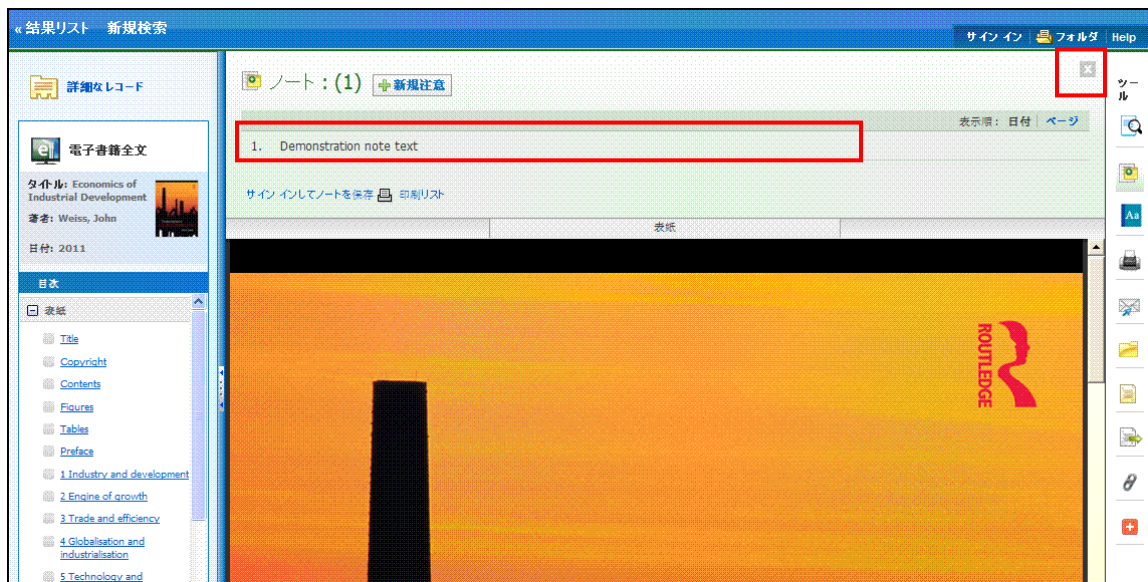 «結果リスト 新規検索
サイン イン フォルダ Help
詳細なレコード
電子書籍全文
タイトル: Economics of
Industrial Development
著者: Weiss, John
日付: 2011
目次
表紙
Title
Copyright
Contents
Figures
Tables
Preface
1 Industry and development
2 Engine of growth
3 Trade and efficiency
4 Globalisation and
industrialisation
5 Technology and
ノート : (1) 新規注意
表示順: 日付 ページ
1. Demonstration note text
サイン インしてノートを保存 印刷リスト
表紙
ROUTLEDGE
ツー
ル
Aa